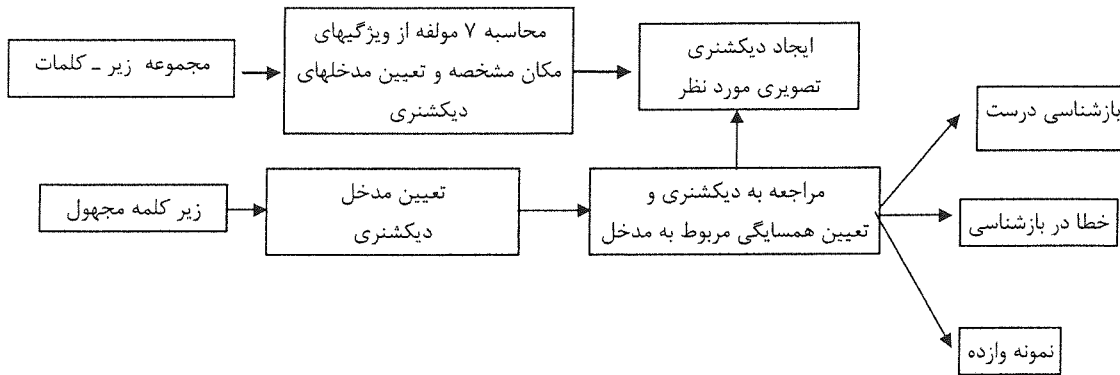 مجموعه زیر ـ کلمات
محاسبه ۷ مولفه از ویژگیهای
مکان مشخصه و تعیین مدخلهای
دیکشنری
ایجاد دیکشنری
تصویری مورد نظر
زیر کلمه مجهول
تعیین مدخل
دیکشنری
مراجعه به دیکشنری و
تعیین همسایگی مربوط به مدخل
بازشناسی درست
خطا در بازشناسی
نمونه وازده